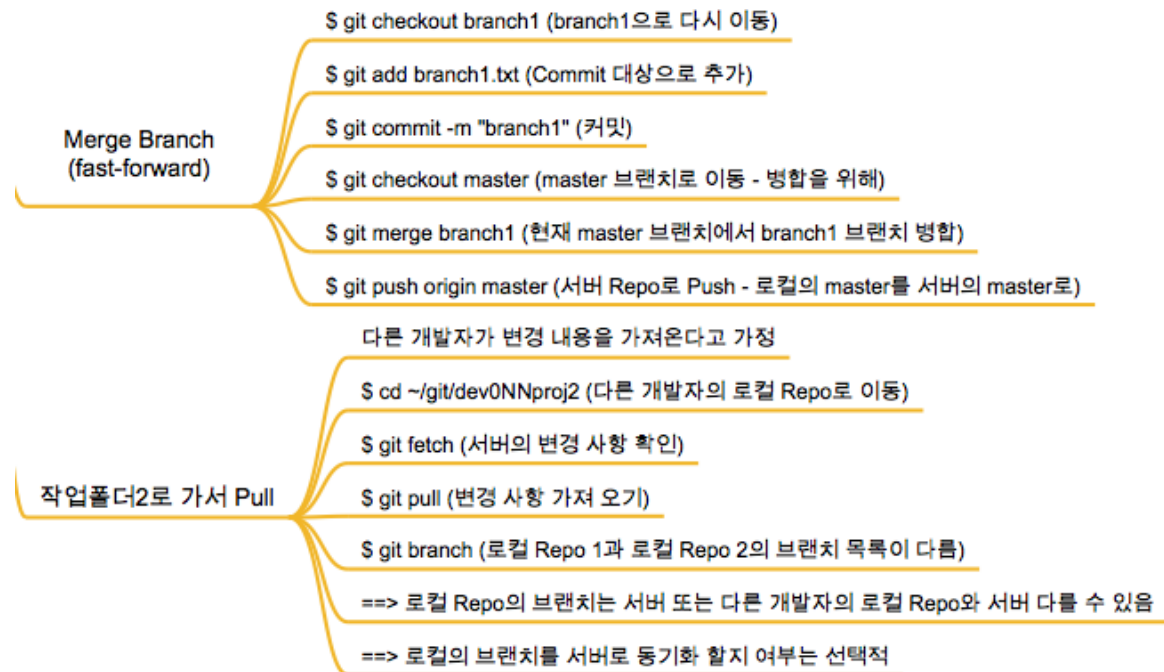 $ git checkout branch1 (branch1으로 다시 이동)
$ git add branch1.txt (Commit 대상으로 추가)
$ git commit -m "branch1" (커밋)
Merge Branch
(fast-forward)
$ git checkout master (master 브랜치로 이동 - 병합을 위해)
$ git merge branch1 (현재 master 브랜치에서 branch1 브랜치 병합)
$ git push origin master (서버 Repo로 Push - 로컬의 master를 서버의 master로)
다른 개발자가 변경 내용을 가져온다고 가정
$ cd ~/git/dev0NNproj2 (다른 개발자의 로컬 Repo로 이동)
$ git fetch (서버의 변경 사항 확인)
작업폴더2로 가서 Pull
$ git pull (변경 사항 가져 오기)
$ git branch (로컬 Repo 1과 로컬 Repo 2의 브랜치 목록이 다름)
==> 로컬 Repo의 브랜치는 서버 또는 다른 개발자의 로컬 Repo와 서버 다를 수 있음
==> 로컬의 브랜치를 서버로 동기화 할지 여부는 선택적